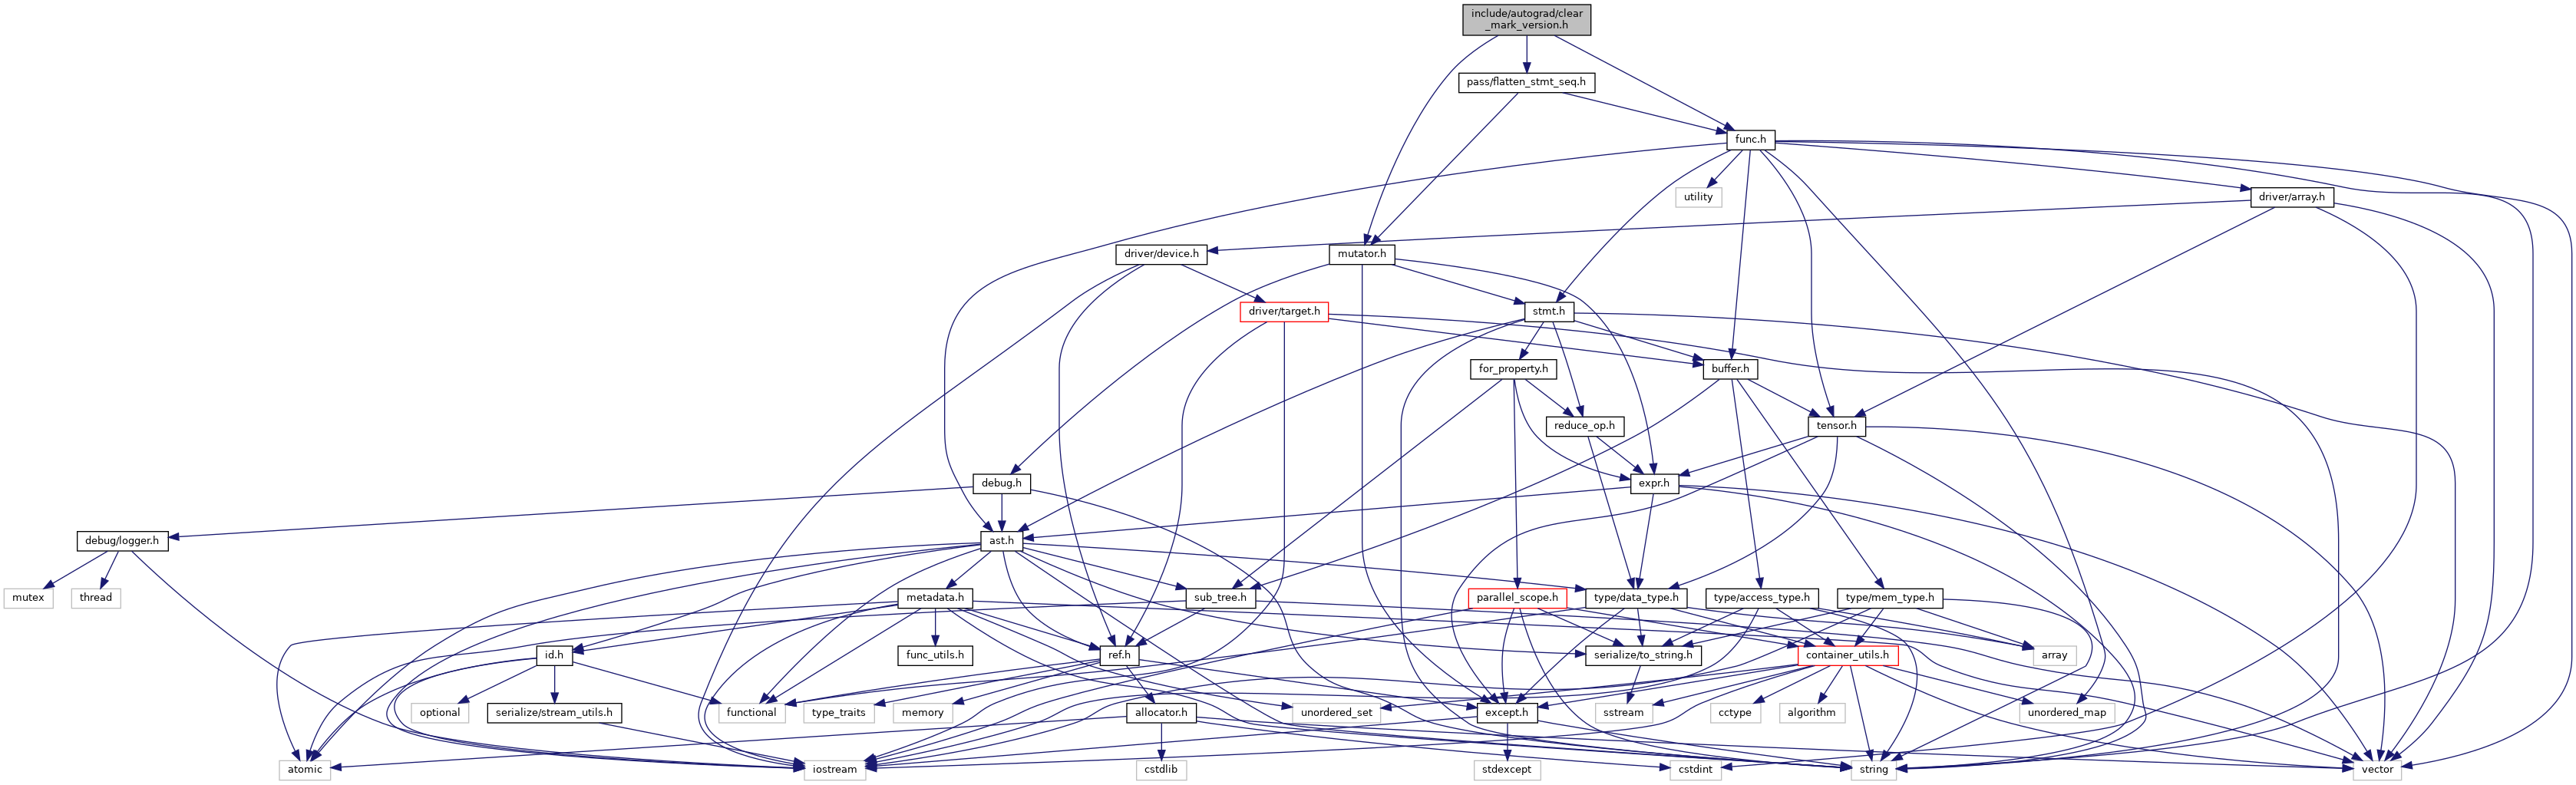 include/autograd/clear
_mark_version.h
pass/flatten_stmt_seq.h
func.h
utility
driver/array.h
driver/device.h
mutator.h
driver/target.h
stmt.h
for_property.h
buffer.h
reduce_op.h
tensor.h
debug.h
expr.h
debug/logger.h
ast.h
mutex
thread
metadata.h
sub_tree.h
parallel_scope.h
type/data_type.h
type/access_type.h
type/mem_type.h
id.h
func_utils.h
ref.h
serialize/to_string.h
container_utils.h
array
optional
serialize/stream_utils.h
functional
type_traits
memory
allocator.h
unordered_set
except.h
sstream
cctype
algorithm
unordered_map
atomic
iostream
cstdlib
stdexcept
cstdint
string
vector